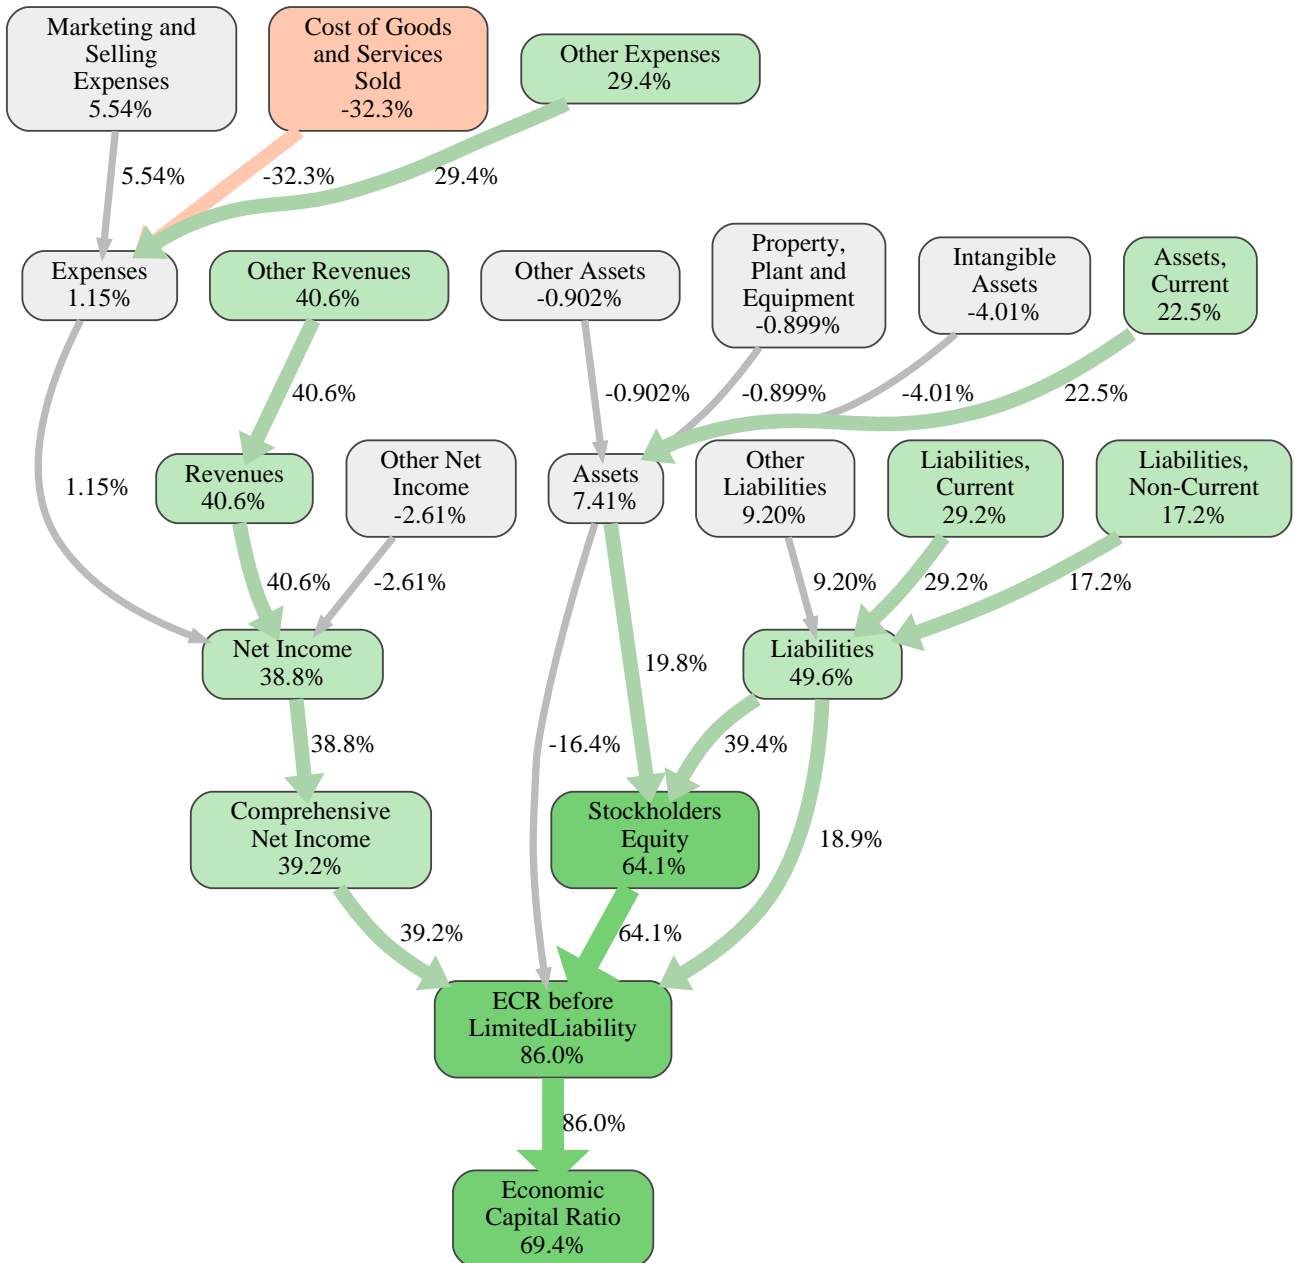 Marketing and
Selling
Expenses
5.54%
Cost of Goods
and Services
Sold
-32.3%
Other Expenses
29.4%
5.54%
-32.3%
29.4%
Expenses
1.15%
Other Revenues
40.6%
Other Assets
-0.902%
Property,
Plant and
Equipment
-0.899%
Intangible
Assets
-4.01%
Assets,
Current
22.5%
40.6%
-0.902%
-0.899%
-4.01%
22.5%
1.15%
Revenues
40.6%
Other Net
Income
-2.61%
Assets
7.41%
Other
Liabilities
9.20%
Liabilities,
Current
29.2%
Liabilities,
Non-Current
17.2%
40.6%
-2.61%
9.20%
29.2%
17.2%
Net Income
38.8%
19.8%
Liabilities
49.6%
38.8%
-16.4%
39.4%
Comprehensive
Net Income
39.2%
Stockholders
Equity
64.1%
18.9%
39.2%
64.1%
ECR before
LimitedLiability
86.0%
86.0%
Economic
Capital Ratio
69.4%